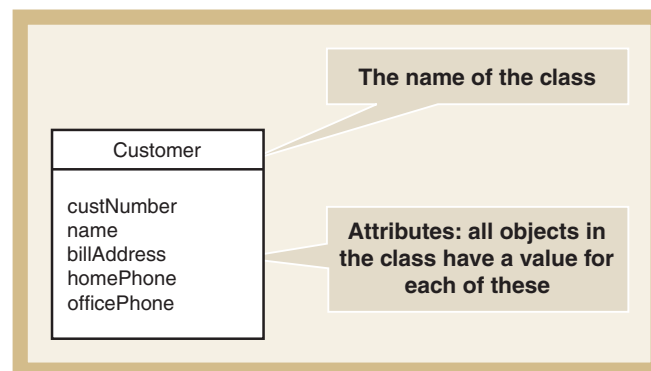 The name of the class
Customer
custNumber
name
billAddress
homePhone
officePhone
Attributes: all objects in
the class have a value for
each of these